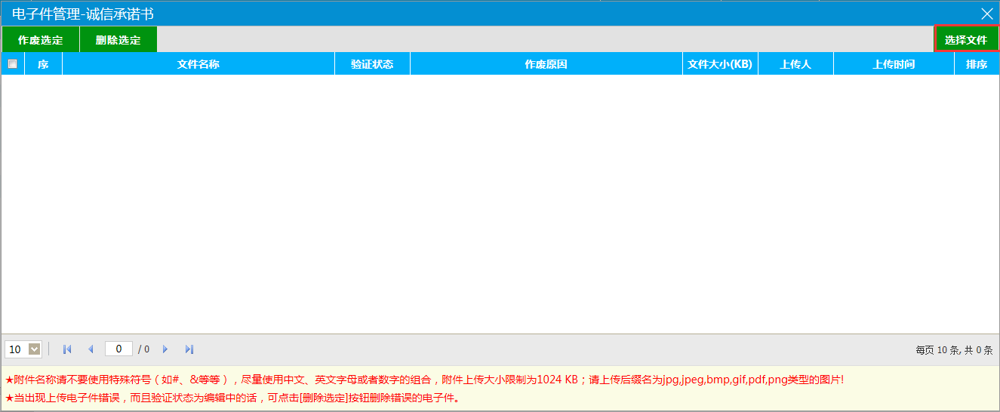 电子件管理-诚信承诺书
作废选定 删除选定 选择文件
序 文件名称 验证状态 作废原因 文件大小(KB) 上传人 上传时间 排序
10 0 / 0 每页 10 条, 共 0 条
★附件名称请不要使用特殊符号（如#、&等等），尽量使用中文、英文字母或者数字的组合，附件上传大小限制为1024 KB；请上传后缀名为jpg,jpeg,bmp,gif,pdf,png类型的图片!
★当出现上传电子件错误，而且验证状态为编辑中的话，可点击[删除选定]按钮删除错误的电子件。